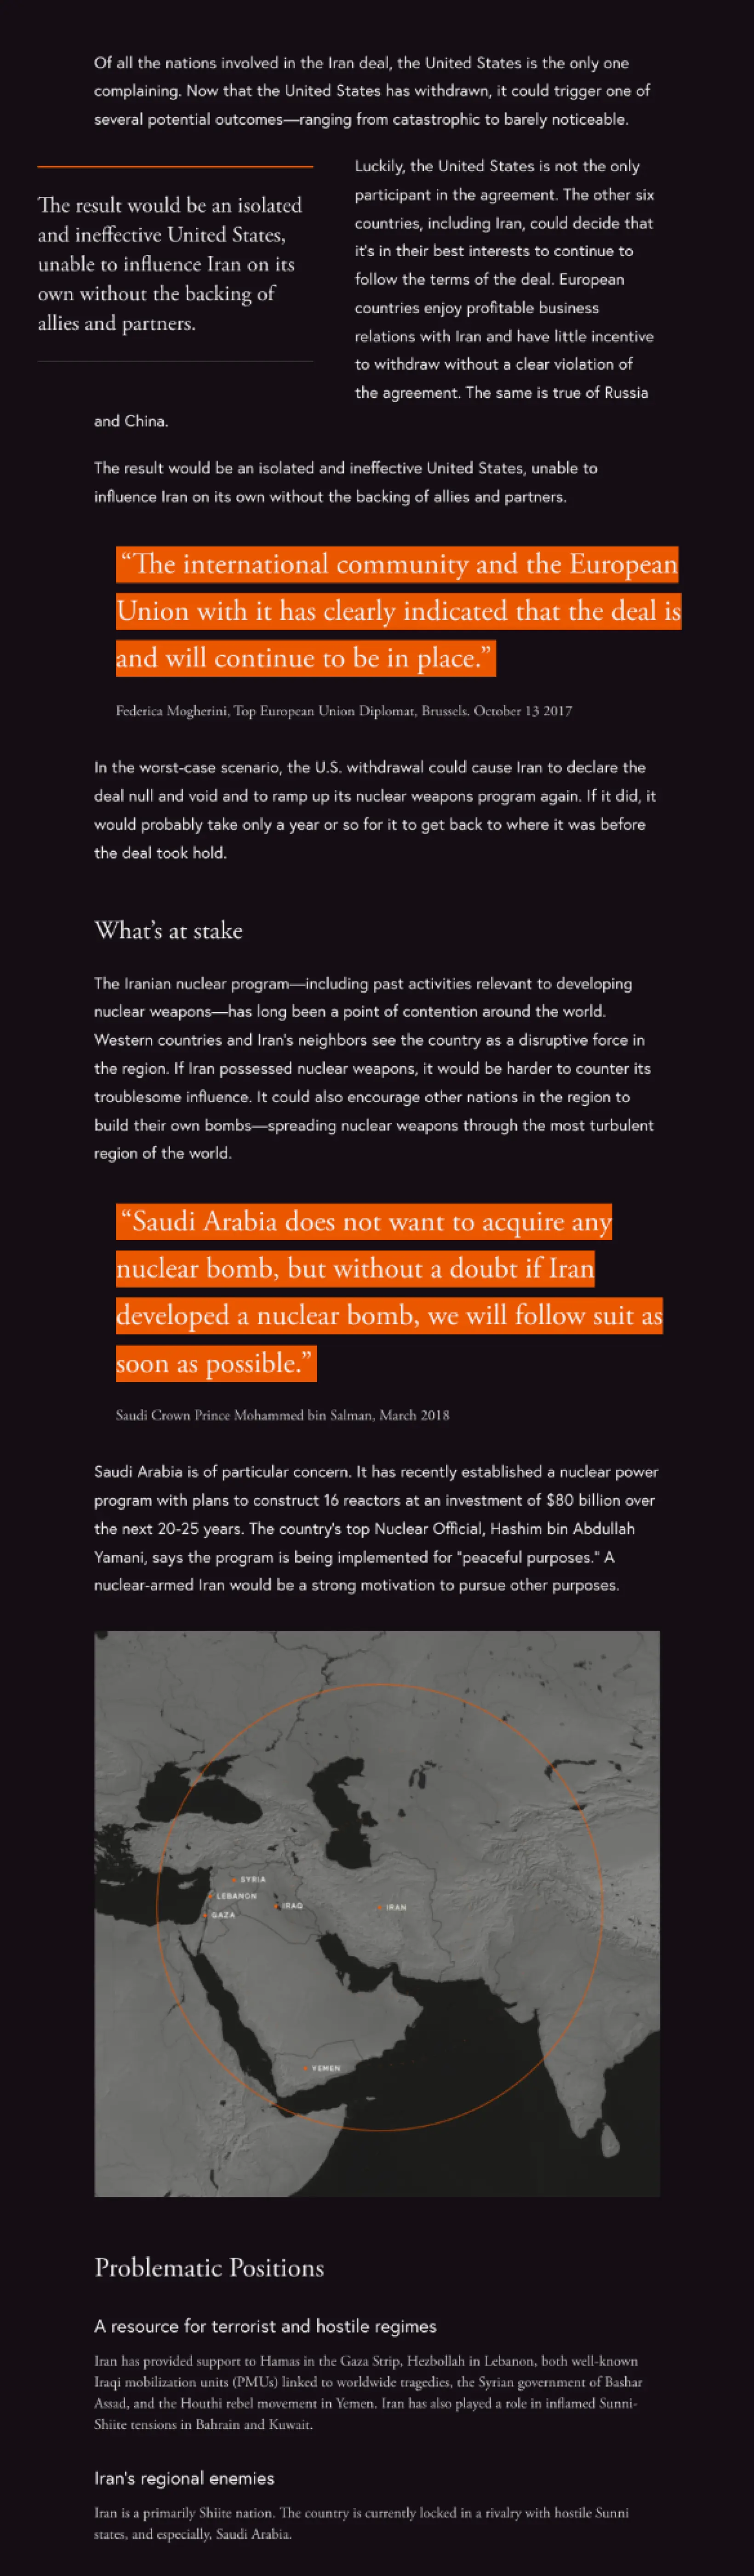 Of all the nations involved in the Iran deal, the United States is the only one
complaining. Now that the United States has withdrawn, it could trigger one of
several potential outcomes—ranging from catastrophic to barely noticeable.
The result would be an isolated
and ineffective United States,
unable to influence Iran on its
own without the backing of
allies and partners.
Luckily, the United States is not the only
participant in the agreement. The other six
countries, including Iran, could decide that
it's in their best interests to continue to
follow the terms of the deal. European
countries enjoy profitable business
relations with Iran and have little incentive
to withdraw without a clear violation of
the agreement. The same is true of Russia
and China.
The result would be an isolated and ineffective United States, unable to
influence Iran on its own without the backing of allies and partners.
“The international community and the European
Union with it has clearly indicated that the deal is
and will continue to be in place.”
Federica Mogherini, Top European Union Diplomat, Brussels. October 13 2017
In the worst-case scenario, the U.S. withdrawal could cause Iran to declare the
deal null and void and to ramp up its nuclear weapons program again. If it did, it
would probably take only a year or so for it to get back to where it was before
the deal took hold.
What’s at stake
The Iranian nuclear program—including past activities relevant to developing
nuclear weapons—has long been a point of contention around the world.
Western countries and Iran's neighbors see the country as a disruptive force in
the region. If Iran possessed nuclear weapons, it would be harder to counter its
troublesome influence. It could also encourage other nations in the region to
build their own bombs—spreading nuclear weapons through the most turbulent
region of the world.
“Saudi Arabia does not want to acquire any
nuclear bomb, but without a doubt if Iran
developed a nuclear bomb, we will follow suit as
soon as possible.”
Saudi Crown Prince Mohammed bin Salman, March 2018
Saudi Arabia is of particular concern. It has recently established a nuclear power
program with plans to construct 16 reactors at an investment of $80 billion over
the next 20-25 years. The country's top Nuclear Official, Hashim bin Abdullah
Yamani, says the program is being implemented for "peaceful purposes." A
nuclear-armed Iran would be a strong motivation to pursue other purposes.
SYRIA
LEBANON
IRAQ
IRAN
GAZA
YEMEN
Problematic Positions
A resource for terrorist and hostile regimes
Iran has provided support to Hamas in the Gaza Strip, Hezbollah in Lebanon, both well-known
Iraqi mobilization units (PMUs) linked to worldwide tragedies, the Syrian government of Bashar
Assad, and the Houthi rebel movement in Yemen. Iran has also played a role in inflamed Sunni-
Shiite tensions in Bahrain and Kuwait.
Iran's regional enemies
Iran is a primarily Shiite nation. The country is currently locked in a rivalry with hostile Sunni
states, and especially, Saudi Arabia.